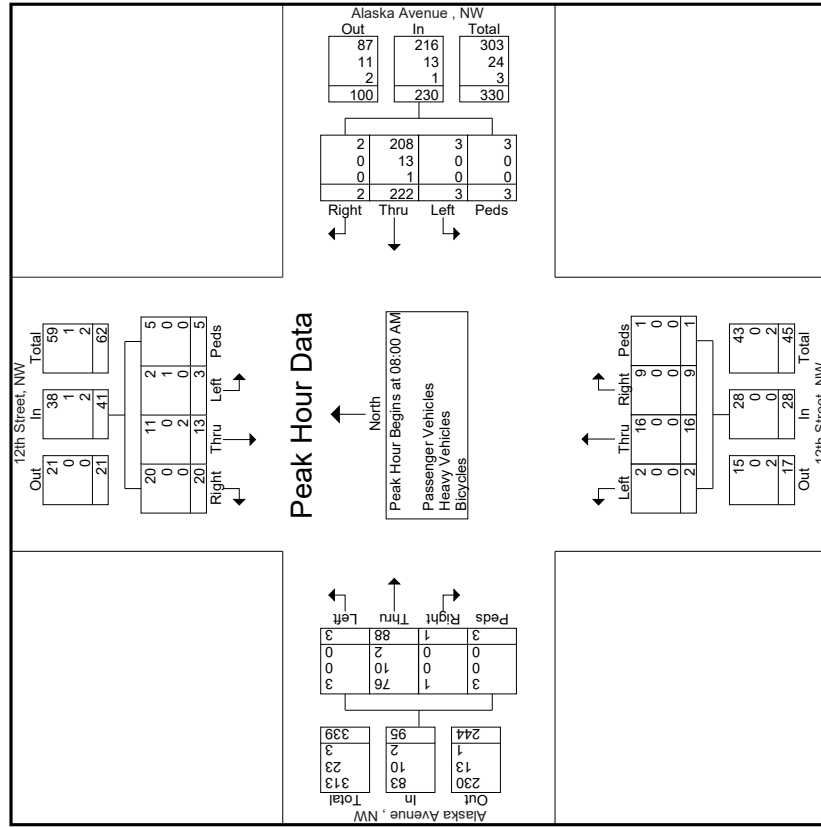 Alaska Avenue , NW
Out In Total
87 216 303
11 13 24
2 1 3
100 230 330
2 208 3 3
0 13 0 0
0 1 0 0
2 222 3 3
Right Thru Left Peds
12th Street, NW
Out In Total
21 38 59
0 1 1
0 2 2
21 41 62
20 11 2 5
0 0 1 0
0 2 0 0
20 13 3 5
Right Thru Left Peds
Peak Hour Data
North
Peak Hour Begins at 08:00 AM
Passenger Vehicles
Heavy Vehicles
Bicycles
Left Thru Right Peds
2 16 9 1
0 0 0 0
0 0 0 0
2 16 9 1
15 28 43
0 0 0
2 0 2
17 28 45
Out In Total
12th Street, NW
Peds Right Thru Left
3 1 88 3
0 0 2 0
0 0 10 0
3 1 76 3
244 95 339
1 2 3
13 10 23
230 83 313
Out In Total
Alaska Avenue , NW